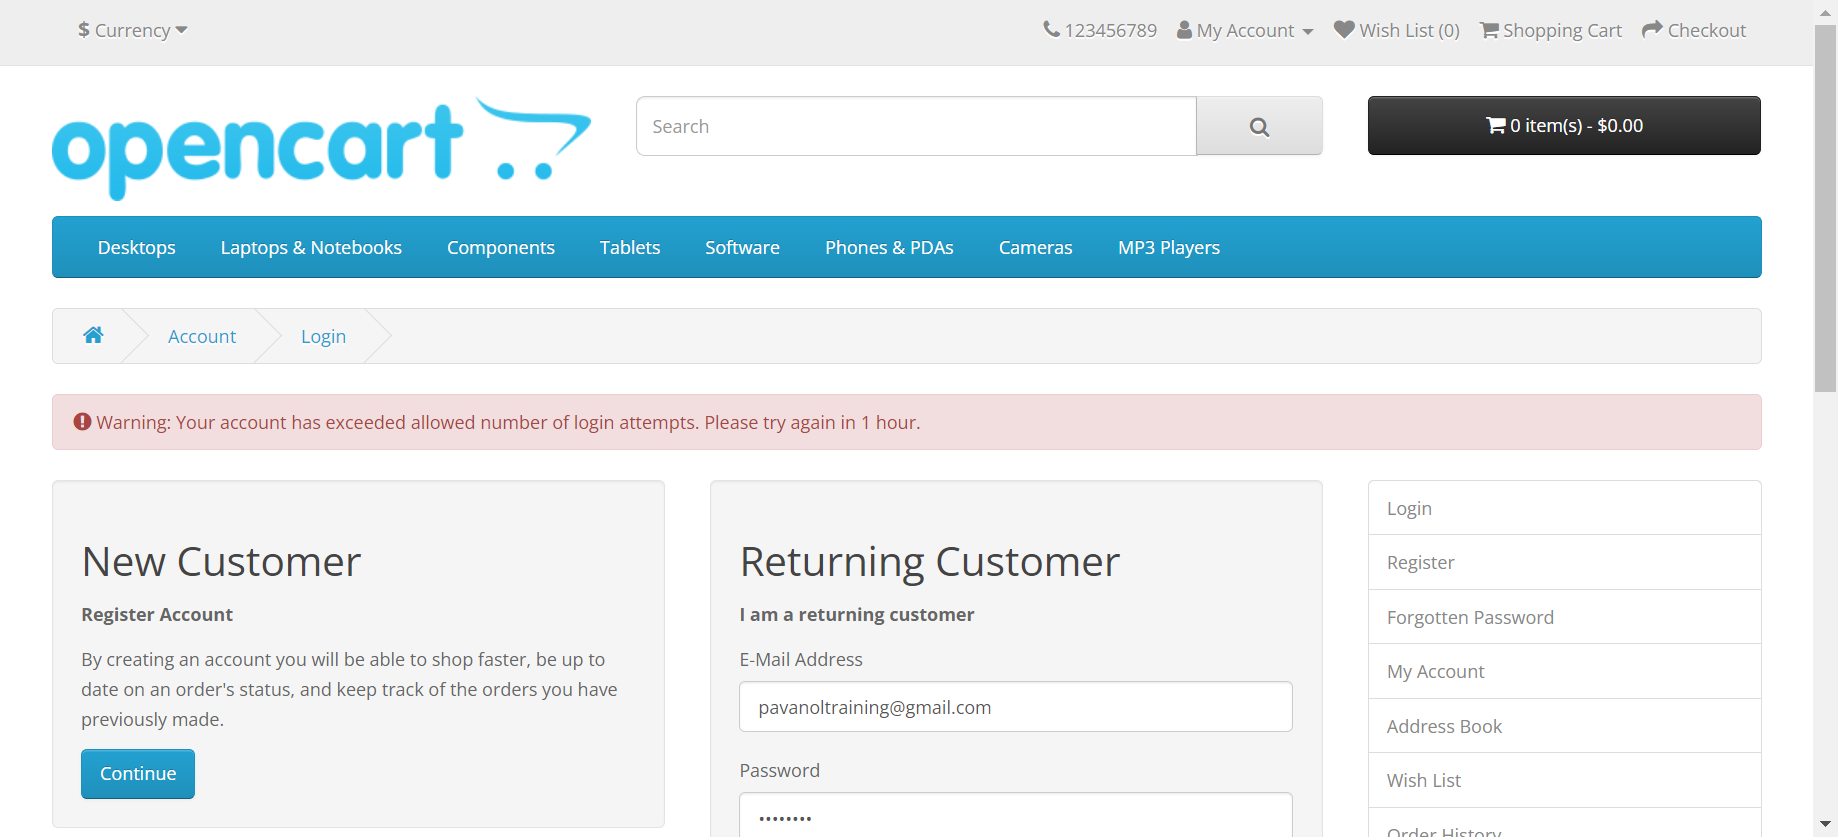 $ Currency
123456789 My Account Wish List (0) Shopping Cart Checkout
opencart
Search
0 item(s) - $0.00
Desktops Laptops & Notebooks Components Tablets Software Phones & PDAs Cameras MP3 Players
Account Login
Warning: Your account has exceeded allowed number of login attempts. Please try again in 1 hour.
New Customer
Register Account
By creating an account you will be able to shop faster, be up to
date on an order's status, and keep track of the orders you have
previously made.
Continue
Returning Customer
I am a returning customer
E-Mail Address
pavanoltraining@gmail.com
Password
••••••••
Login
Register
Forgotten Password
My Account
Address Book
Wish List
Order History